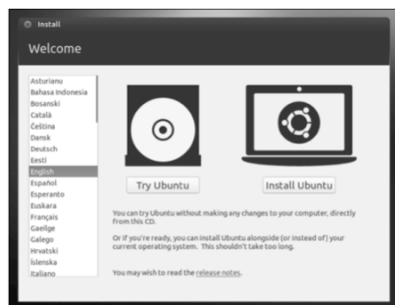 Install
Welcome
Asturianu
Bahasa Indonesia
Bosanski
Català
Čeština
Dansk
Deutsch
Eesti
English
Español
Esperanto
Euskara
Français
Gaeilge
Galego
Hrvatski
Íslenska
Italiano
Try Ubuntu
Install Ubuntu
You can try Ubuntu without making any changes to your computer, directly
from this CD.
Or if you're ready, you can install Ubuntu alongside (or instead of) your
current operating system. This shouldn't take too long.
You may wish to read the release notes.